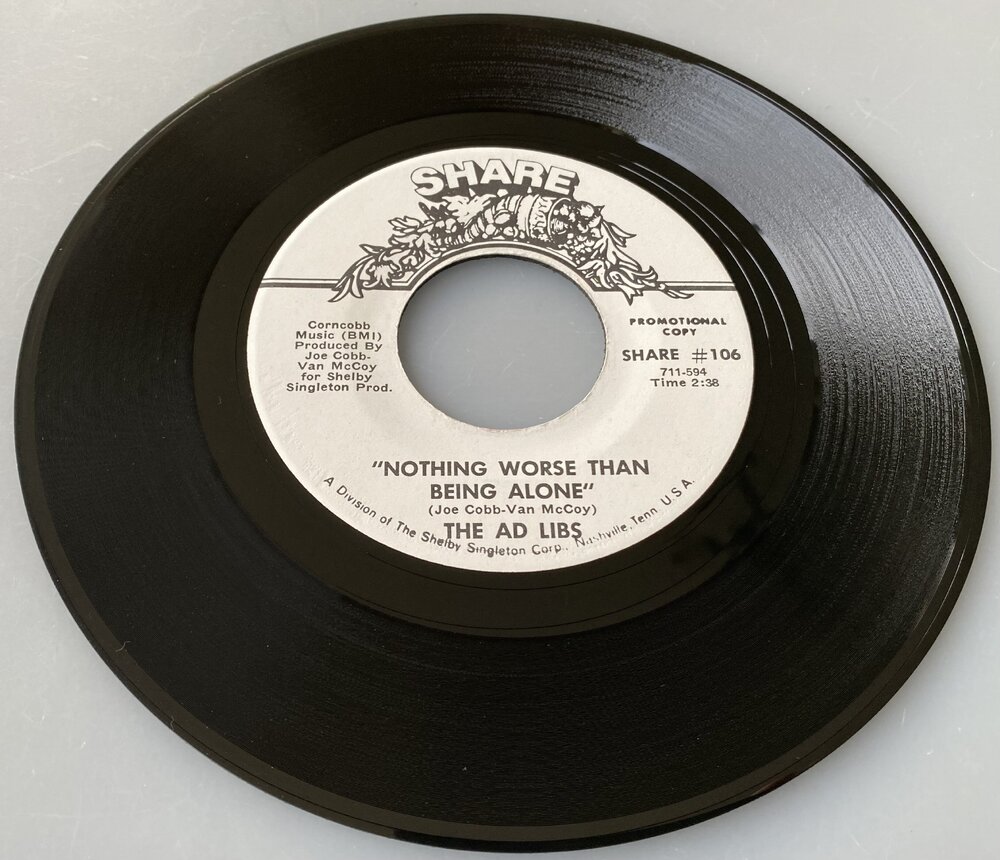 SHARE
Corncobb
Music (BMI)
Produced By
Joe Cobb-
Van McCoy
for Shelby
Singleton Prod.
PROMOTIONAL
COPY
SHARE #106
711-594
Time 2:38
"NOTHING WORSE THAN
BEING ALONE"
(Joe Cobb-Van McCoy)
THE AD LIBS
A Division of The Shelby Singleton Corp., Nashville, Tenn U.S.A.